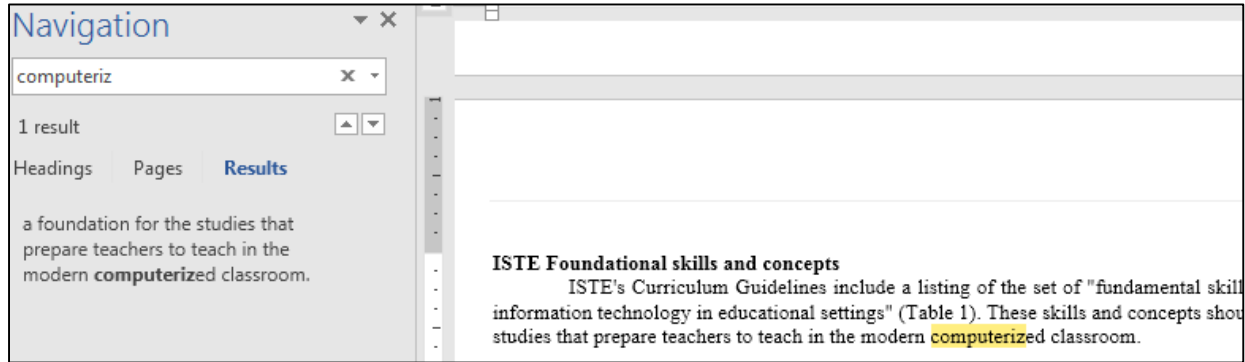 Navigation
computeriz
1 result
Headings Pages Results
a foundation for the studies that
prepare teachers to teach in the
modern computerized classroom.
1
ISTE Foundational skills and concepts
ISTE's Curriculum Guidelines include a listing of the set of "fundamental skill
information technology in educational settings" (Table 1). These skills and concepts shou
studies that prepare teachers to teach in the modern computerized classroom.